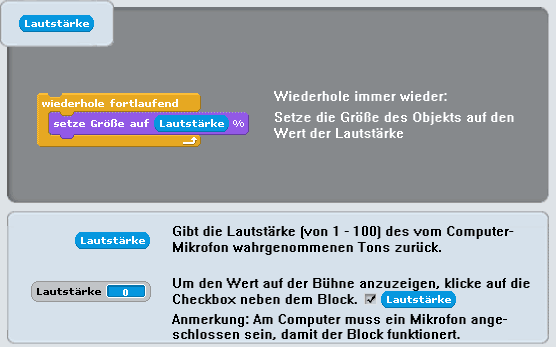 Lautstärke
wiederhole fortlaufend
setze Größe auf Lautstärke %
Wiederhole immer wieder:
Setze die Größe des Objekts auf den
Wert der Lautstärke
Lautstärke
Gibt die Lautstärke (von 1 - 100) des vom Computer-
Mikrofon wahrgenommenen Tons zurück.
Lautstärke 0
Um den Wert auf der Bühne anzuzeigen, klicke auf die
Checkbox neben dem Block. Lautstärke
Anmerkung: Am Computer muss ein Mikrofon ange-
schlossen sein, damit der Block funktioniert.